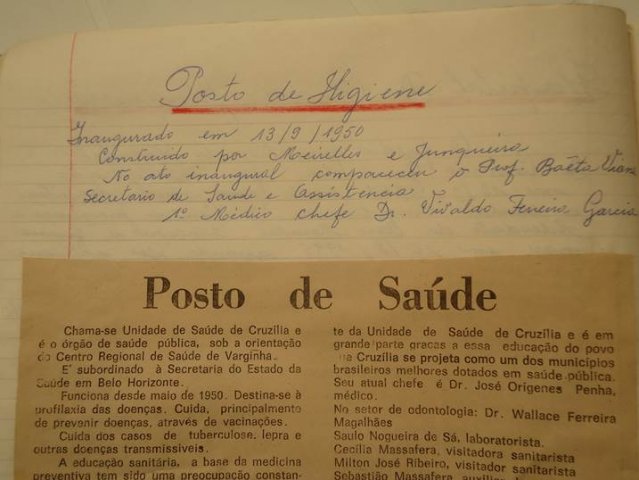 Posto de Higiene
Inaugurado em 13/9/1950
Construido por Meirelles e Junqueira
No ato inaugural compareceu o Prof. Baêta Viana
Secretario de Saude e Assistencia
1º Médico chefe Dr. Vivaldo Ferreira Garcia
Posto de Saúde
Chama-se Unidade de Saúde de Cruzília e
é o órgão de saúde pública, sob a orientação
do Centro Regional de Saúde de Varginha.
E' subordinado à Secretaria do Estado da
Saúde em Belo Horizonte.
Funciona desde maio de 1950. Destina-se à
profilaxia das doenças. Cuida, principalmente
de prevenir doenças, através de vacinações.
Cuida dos casos de tuberculose, lepra e
outras doenças transmissíveis.
A educação sanitária, a base da medicina
preventiva tem sido uma preocupação constan-
te da Unidade de Saúde de Cruzília e é em
grande parte graças a essa educação do povo
que Cruzília se projeta como um dos municípios
brasileiros melhores dotados em saúde pública.
Seu atual chefe é Dr. José Orígenes Penha,
médico.
No setor de odontologia: Dr. Wallace Ferreira
Magalhães
Saulo Nogueira de Sá, laboratorista.
Cecília Massafera, visitadora sanitarista
Milton José Ribeiro, visitador sanitarista
Sebastião Massafera, auxiliar